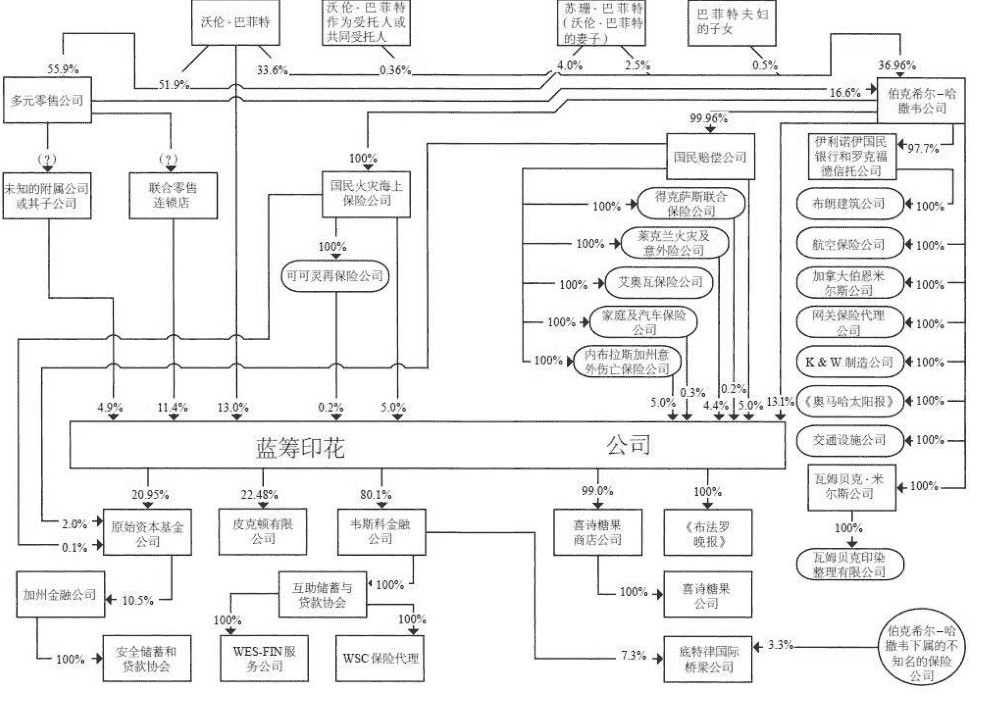 沃伦·巴菲特
沃伦·巴菲特
作为受托人或
共同受托人
苏珊·巴菲特
(沃伦·巴菲特
的妻子)
巴菲特夫妇
的子女
55.9%
51.9%
33.6%
0.36%
4.0%
2.5%
0.5%
36.96%
多元零售公司
16.6%
伯克希尔–哈
撒韦公司
99.96%
(?)
(?)
100%
国民赔偿公司
伊利诺伊国民
银行和罗克福
德信托公司
97.7%
未知的附属公司
或其子公司
联合零售
连锁店
国民火灾海上
保险公司
100%
得克萨斯联合
保险公司
布朗建筑公司
100%
100%
可可灵再保险公司
100%
莱克兰火灾及
意外险公司
航空保险公司
100%
100%
艾奥瓦保险公司
加拿大伯恩米
尔斯公司
100%
100%
家庭及汽车保险
公司
网关保险代理
公司
100%
100%
内布拉斯加州意
外伤亡保险公司
K & W 制造公司
100%
4.9%
11.4%
13.0%
0.2%
5.0%
5.0%
0.3%
4.4%
0.2%
5.0%
13.1%
《奥马哈太阳报》
100%
蓝筹印花
公司
交通设施公司
100%
20.95%
22.48%
80.1%
99.0%
100%
瓦姆贝克·米
尔斯公司
100%
2.0%
0.1%
原始资本基金
公司
皮克顿有限
公司
韦斯科金融
公司
喜诗糖果
商店公司
《布法罗
晚报》
100%
瓦姆贝克印染
整理有限公司
加州金融公司
10.5%
互助储蓄与
贷款协会
100%
100%
喜诗糖果
公司
100%
100%
100%
安全储蓄和
贷款协会
WES-FIN服
务公司
WSC 保险代理
7.3%
底特律国际
桥梁公司
3.3%
伯克希尔–哈
撒韦下属的不
知名的保险
公司